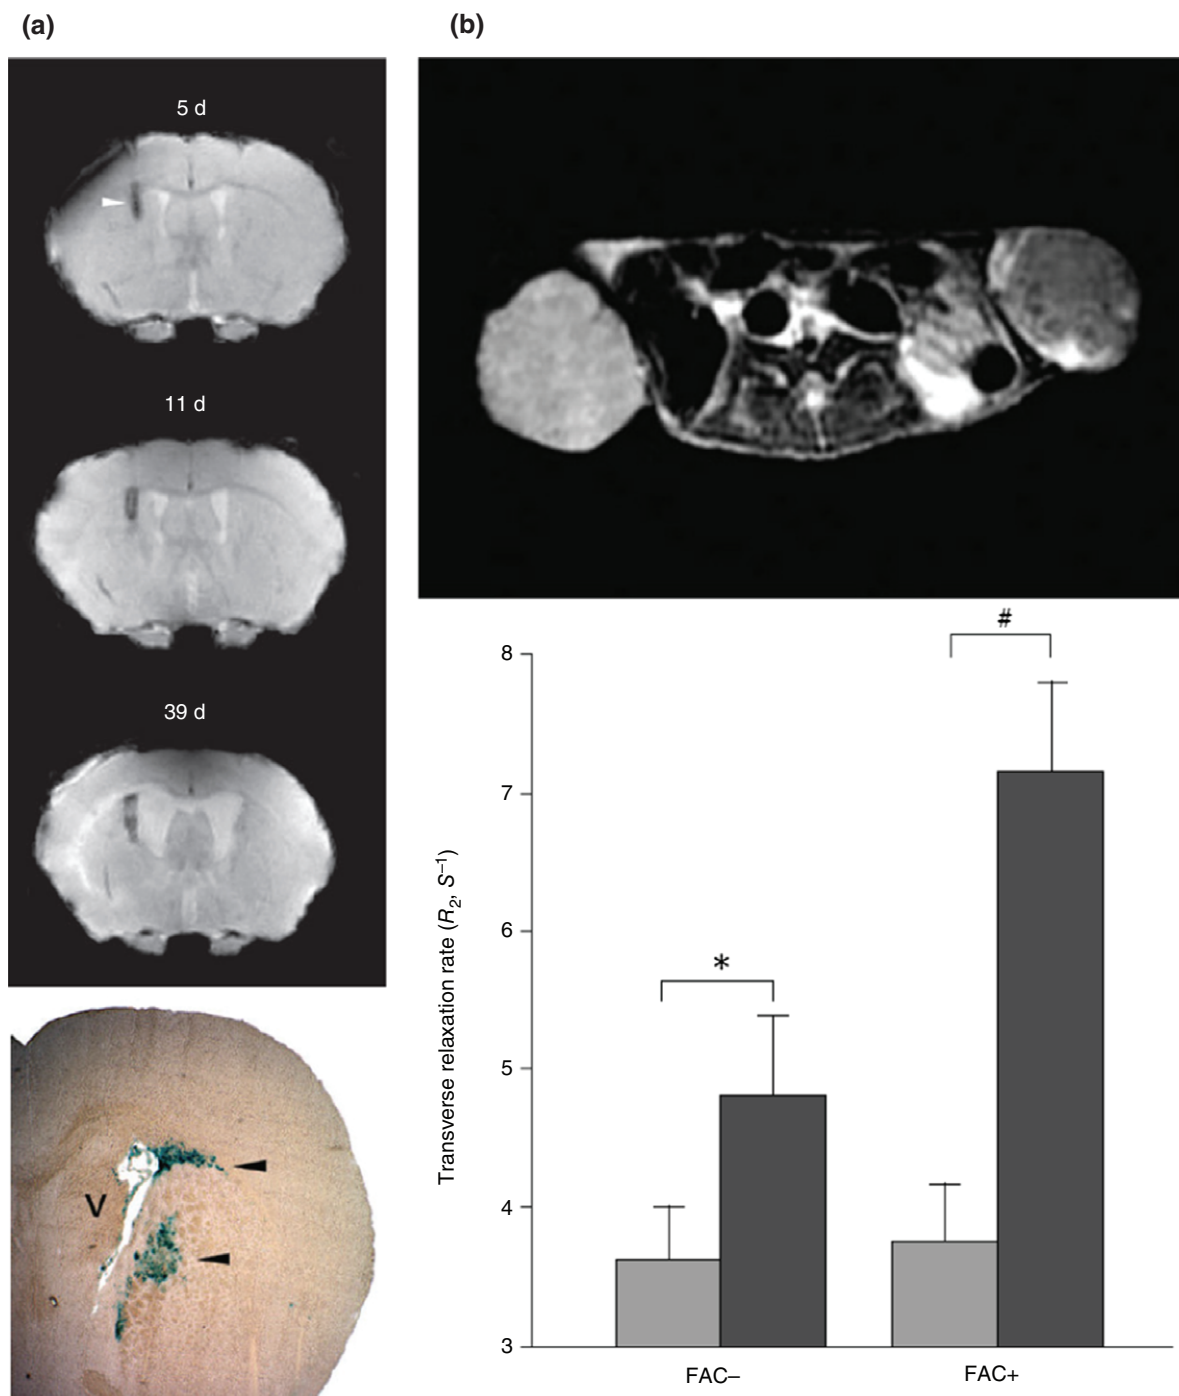 (a)
5 d
11 d
39 d
V
(b)
#
8
7
6
5
4
3
*
Transverse relaxation rate (R₂, S⁻¹)
FAC–
FAC+